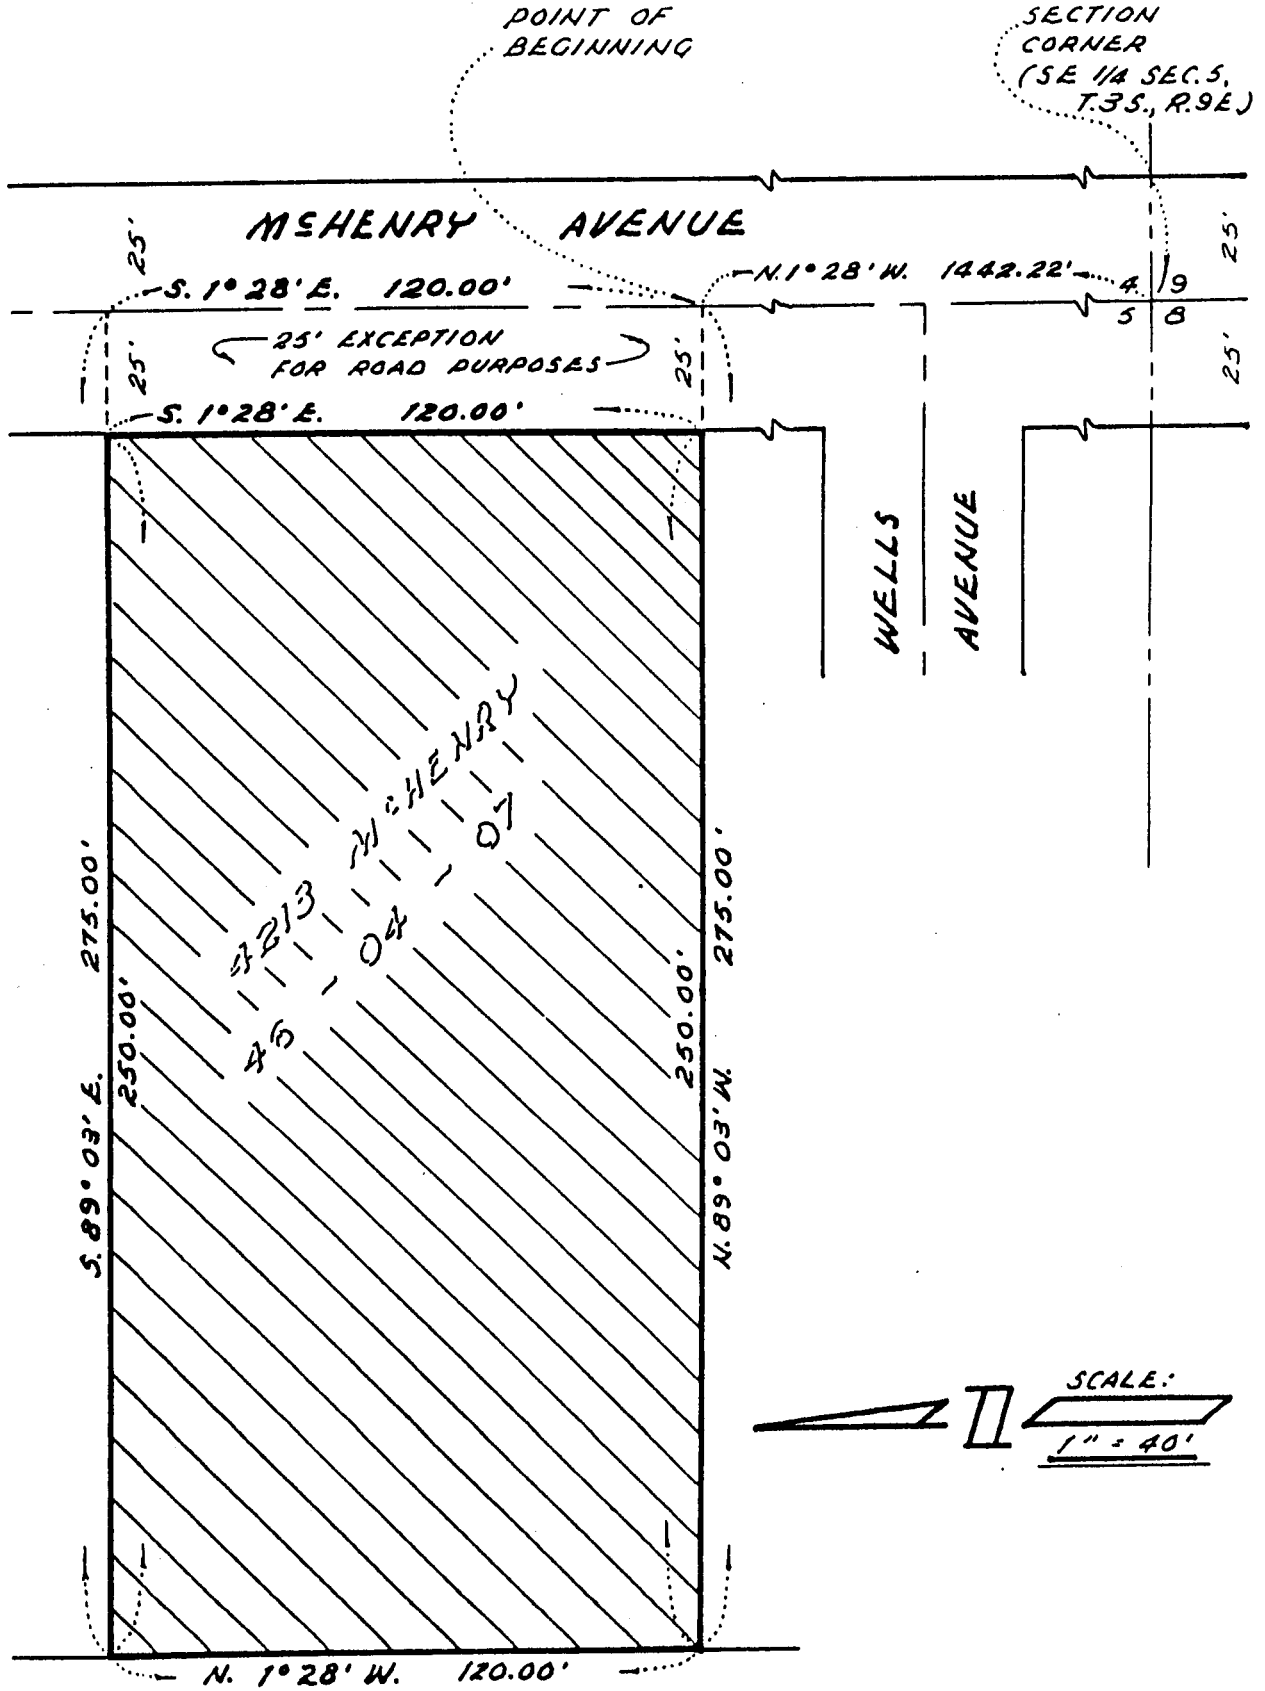 POINT OF
BEGINNING
SECTION
CORNER
(SE 1/4 SEC. 5,
T.3S., R.9E)
McHENRY AVENUE
25'
25'
S. 1° 28' E. 120.00'
N. 1° 28' W. 1442.22'
4 9
5 8
25' EXCEPTION
FOR ROAD PURPOSES
25'
25'
25'
S. 1° 28' E. 120.00'
WELLS
AVENUE
4213 McHENRY
46 - 04 - 07
S. 89° 03' E. 275.00'
250.00'
250.00'
N. 89° 03' W. 275.00'
SCALE:
1" = 40'
N. 1° 28' W. 120.00'